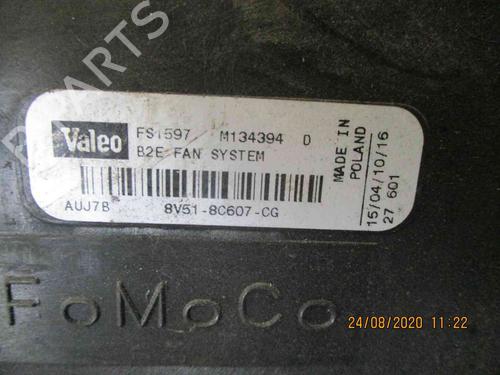 PARTS
Valeo FS1597 M134394 D
B2E FAN SYSTEM
AUJ7B 8V51-8C607-CG
MADE IN
POLAND
15/04/10/16
27 601
FoMoCo
24/08/2020 11:22